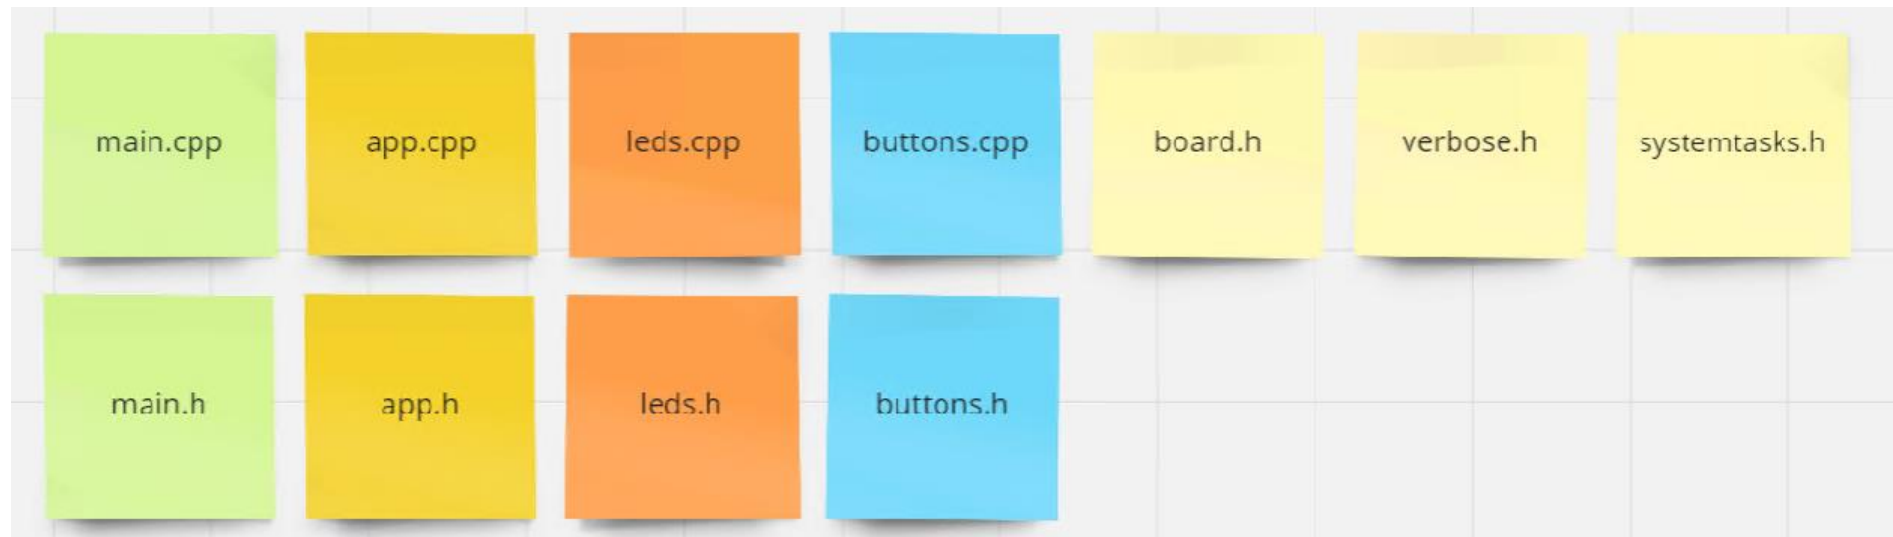 main.cpp
app.cpp
leds.cpp
buttons.cpp
board.h
verbose.h
systemtasks.h
main.h
app.h
leds.h
buttons.h